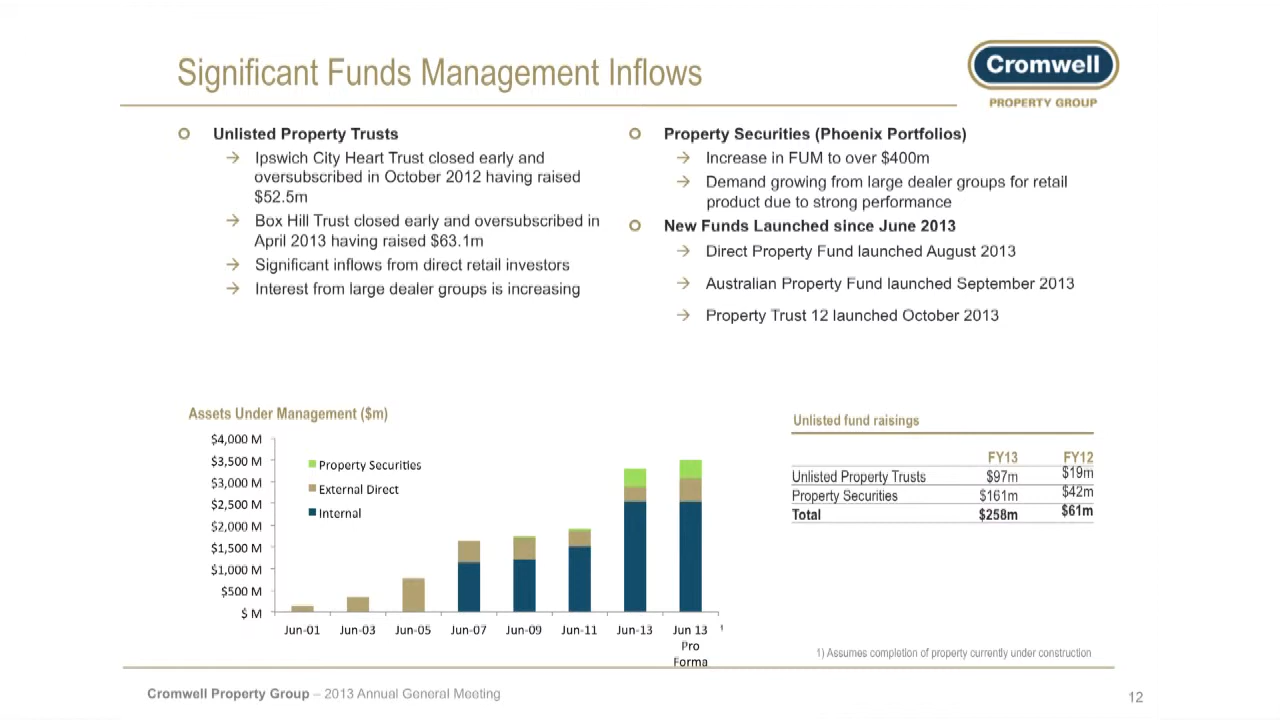 Significant Funds Management Inflows
Cromwell
PROPERTY GROUP
Unlisted Property Trusts
Ipswich City Heart Trust closed early and
oversubscribed in October 2012 having raised
$52.5m
Box Hill Trust closed early and oversubscribed in
April 2013 having raised $63.1m
Significant inflows from direct retail investors
Interest from large dealer groups is increasing
Property Securities (Phoenix Portfolios)
Increase in FUM to over $400m
Demand growing from large dealer groups for retail
product due to strong performance
New Funds Launched since June 2013
Direct Property Fund launched August 2013
Australian Property Fund launched September 2013
Property Trust 12 launched October 2013
Assets Under Management ($m)
$4,000 M
$3,500 M
$3,000 M
$2,500 M
$2,000 M
$1,500 M
$1,000 M
$500 M
$ M
Property Securities
External Direct
Internal
Jun-01 Jun-03 Jun-05 Jun-07 Jun-09 Jun-11 Jun-13 Jun 13 1
Pro
Forma
Unlisted fund raisings
FY13 FY12
Unlisted Property Trusts $97m $19m
Property Securities $161m $42m
Total $258m $61m
1) Assumes completion of property currently under construction
Cromwell Property Group – 2013 Annual General Meeting
12